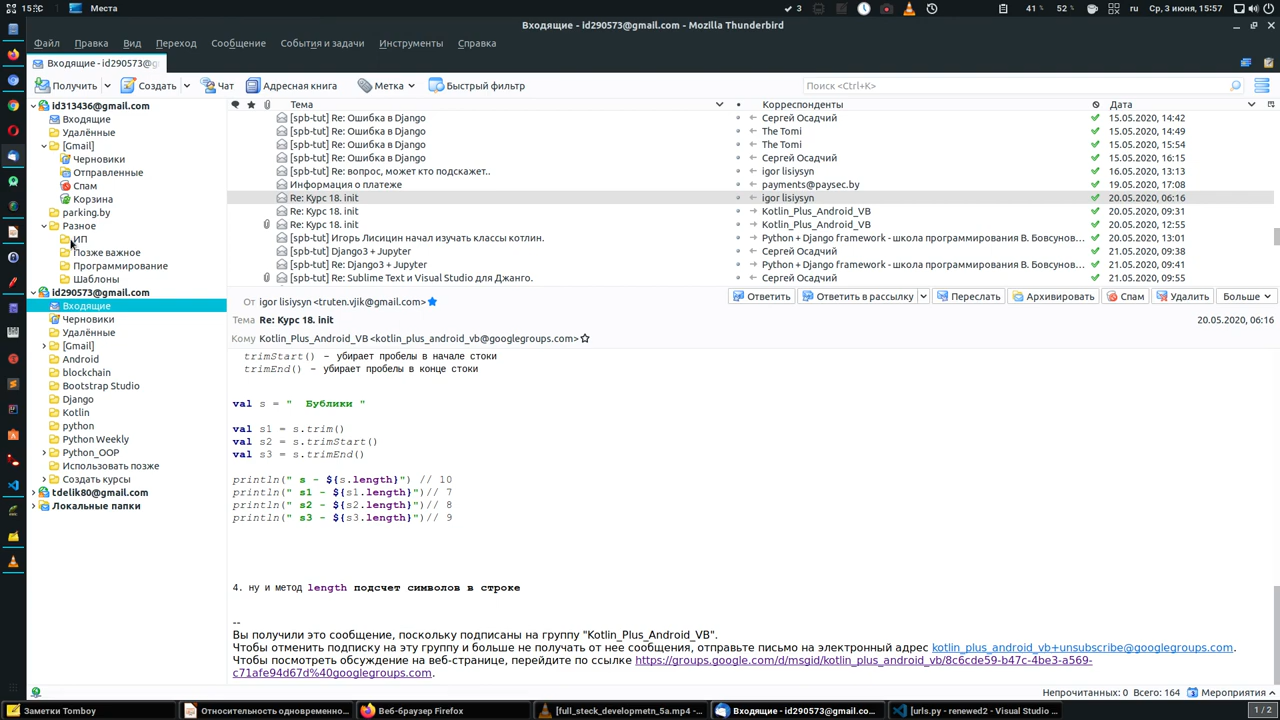 15°C Места 3 41 % 52 % ru Ср, 3 июня, 15:57
Входящие - id290573@gmail.com - Mozilla Thunderbird
Файл Правка Вид Переход Сообщение События и задачи Инструменты Справка
Входящие - id290573@gmai
Получить Создать Чат Адресная книга Метка Быстрый фильтр Поиск <Ctrl+K>
id313436@gmail.com
Входящие
Удалённые
[Gmail]
Черновики
Отправленные
Спам
Корзина
parking.by
Разное
ИП
Позже важное
Программирование
Шаблоны
id290573@gmail.com
Входящие
Черновики
Удалённые
[Gmail]
Android
blockchain
Bootstrap Studio
Django
Kotlin
python
Python Weekly
Python_OOP
Использовать позже
Создать курсы
tdelik80@gmail.com
Локальные папки
Тема Корреспонденты Дата
[spb-tut] Re: Ошибка в Django Сергей Осадчий 15.05.2020, 14:42
[spb-tut] Re: Ошибка в Django The Tomi 15.05.2020, 14:49
[spb-tut] Re: Ошибка в Django The Tomi 15.05.2020, 15:54
[spb-tut] Re: Ошибка в Django Сергей Осадчий 15.05.2020, 16:15
[spb-tut] Re: вопрос, может кто подскажет.. igor lisiysyn 16.05.2020, 13:13
Информация о платеже payments@paysec.by 19.05.2020, 17:08
Re: Курс 18. init igor lisiysyn 20.05.2020, 06:16
Re: Курс 18. init Kotlin_Plus_Android_VB 20.05.2020, 09:31
Re: Курс 18. init Kotlin_Plus_Android_VB 20.05.2020, 12:55
[spb-tut] Игорь Лисицин начал изучать классы котлин. Python + Django framework - школа программирования В. Бовсунов... 20.05.2020, 13:01
[spb-tut] Django3 + Jupyter Сергей Осадчий 21.05.2020, 09:38
[spb-tut] Re: Django3 + Jupyter Python + Django framework - школа программирования В. Бовсунов... 21.05.2020, 09:41
[spb-tut] Re: Sublime Text и Visual Studio для Джанго. Сергей Осадчий 21.05.2020, 09:55
От igor lisiysyn <truten.vjik@gmail.com> Ответить Ответить в рассылку Переслать Архивировать Спам Удалить Больше
Тема Re: Курс 18. init 20.05.2020, 06:16
Кому Kotlin_Plus_Android_VB <kotlin_plus_android_vb@googlegroups.com>
trimStart() – убирает пробелы в начале стоки
trimEnd() – убирает пробелы в конце стоки
val s = "  Бублики "
val s1 = s.trim()
val s2 = s.trimStart()
val s3 = s.trimEnd()
println(" s - ${s.length}") // 10
println(" s1 - ${s1.length}")// 7
println(" s2 - ${s2.length}")// 8
println(" s3 - ${s3.length}")// 9
4. ну и метод length подсчет символов в строке
--
Вы получили это сообщение, поскольку подписаны на группу "Kotlin_Plus_Android_VB".
Чтобы отменить подписку на эту группу и больше не получать от нее сообщения, отправьте письмо на электронный адрес kotlin_plus_android_vb+unsubscribe@googlegroups.com.
Чтобы посмотреть обсуждение на веб-странице, перейдите по ссылке https://groups.google.com/d/msgid/kotlin_plus_android_vb/8c6cde59-b47c-4be3-a569-
c71afe94d67d%40googlegroups.com.
Непрочитанных: 0 Всего: 164 Мероприятия
Заметки Tomboy Относительность одновременно... Веб-браузер Firefox [full_steck_developmetn_5a.mp4 -... Входящие - id290573@gmail.co... [urls.py - renewed2 - Visual Studio ... 1 / 2